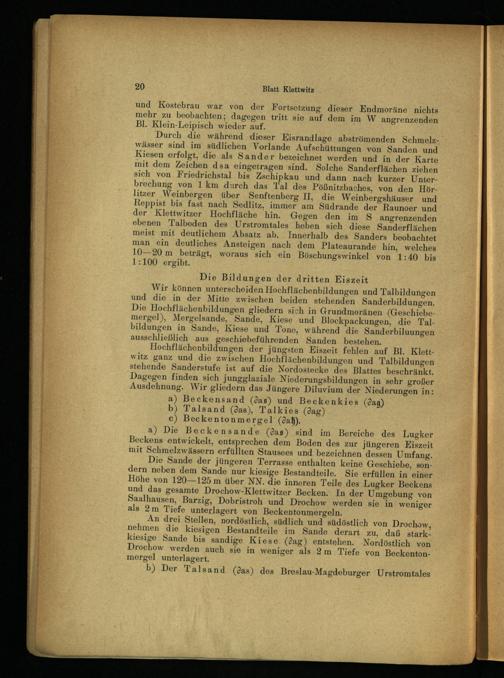 20
Blatt Klettwitz
und Kostebrau war von der Fortsetzung dieser Endmoräne nichts
mehr zu beobachten; dagegen tritt sie auf dem im W angrenzenden
Bl. Klein-Leipisch wieder auf.
Durch die während dieser Eisrandlage abströmenden Schmelz-
wässer sind im südlichen Vorlande Aufschüttungen von Sanden und
Kiesen erfolgt, die als Sander bezeichnet werden und in der Karte
mit dem Zeichen dsa eingetragen sind. Solche Sanderflächen ziehen
sich von Friedrichstal bis Zschipkau und dann nach kurzer Unter-
brechung von 1 km durch das Tal des Pößnitzbaches, von den Hör-
litzer Weinbergen über Senftenberg II, die Weinbergshäuser und
Reppist bis fast nach Sedlitz, immer am Südrande der Raunoer und
der Klettwitzer Hochfläche hin. Gegen den im S angrenzenden
ebenen Talboden des Urstromtales heben sich diese Sanderflächen
meist mit deutlichem Absatz ab. Innerhalb des Sanders beobachtet
man ein deutliches Ansteigen nach dem Plateaurande hin, welches
10—20 m beträgt, woraus sich ein Böschungswinkel von 1:40 bis
1:100 ergibt.
Die Bildungen der dritten Eiszeit
Wir können unterscheiden Hochflächenbildungen und Talbildungen
und die in der Mitte zwischen beiden stehenden Sanderbildungen.
Die Hochflächenbildungen gliedern sich in Grundmoränen (Geschiebe-
mergel), Mergelsande, Sande, Kiese und Blockpackungen, die Tal-
bildungen in Sande, Kiese und Tone, während die Sanderbiluungen
ausschließlich aus geschiebeführenden Sanden bestehen.
Hochflächenbildungen der jüngsten Eiszeit fehlen auf Bl. Klett-
witz ganz und die zwischen Hochflächenbildungen und Talbildungen
stehende Sanderstufe ist auf die Nordostecke des Blattes beschränkt.
Dagegen finden sich jungglaziale Niederungsbildungen in sehr großer
Ausdehnung. Wir gliedern das Jüngere Diluvium der Niederungen in:
a) Beckensand (∂as) und Beckenkies (∂ag)
b) Talsand (∂as), Talkies (∂ag)
c) Beckentonmergel (∂ah).
a) Die Beckensande (∂as) sind im Bereiche des Lugker
Beckens entwickelt, entsprechen dem Boden des zur jüngeren Eiszeit
mit Schmelzwässern erfüllten Stausees und bezeichnen dessen Umfang.
Die Sande der jüngeren Terrasse enthalten keine Geschiebe, son-
dern neben dem Sande nur kiesige Bestandteile. Sie erfüllen in einer
Höhe von 120—125 m über NN. die inneren Teile des Lugker Beckens
und das gesamte Drochow-Klettwitzer Becken. In der Umgebung von
Saalhausen, Barzig, Dobristroh und Drochow werden sie in weniger
als 2 m Tiefe unterlagert von Beckentonmergeln.
An drei Stellen, nordöstlich, südlich und südöstlich von Drochow,
nehmen die kiesigen Bestandteile im Sande derart zu, daß stark-
kiesige Sande bis sandige Kiese (∂ag) entstehen. Nordöstlich von
Drochow werden auch sie in weniger als 2 m Tiefe von Beckenton-
mergel unterlagert.
b) Der Talsand (∂as) des Breslau-Magdeburger Urstromtales